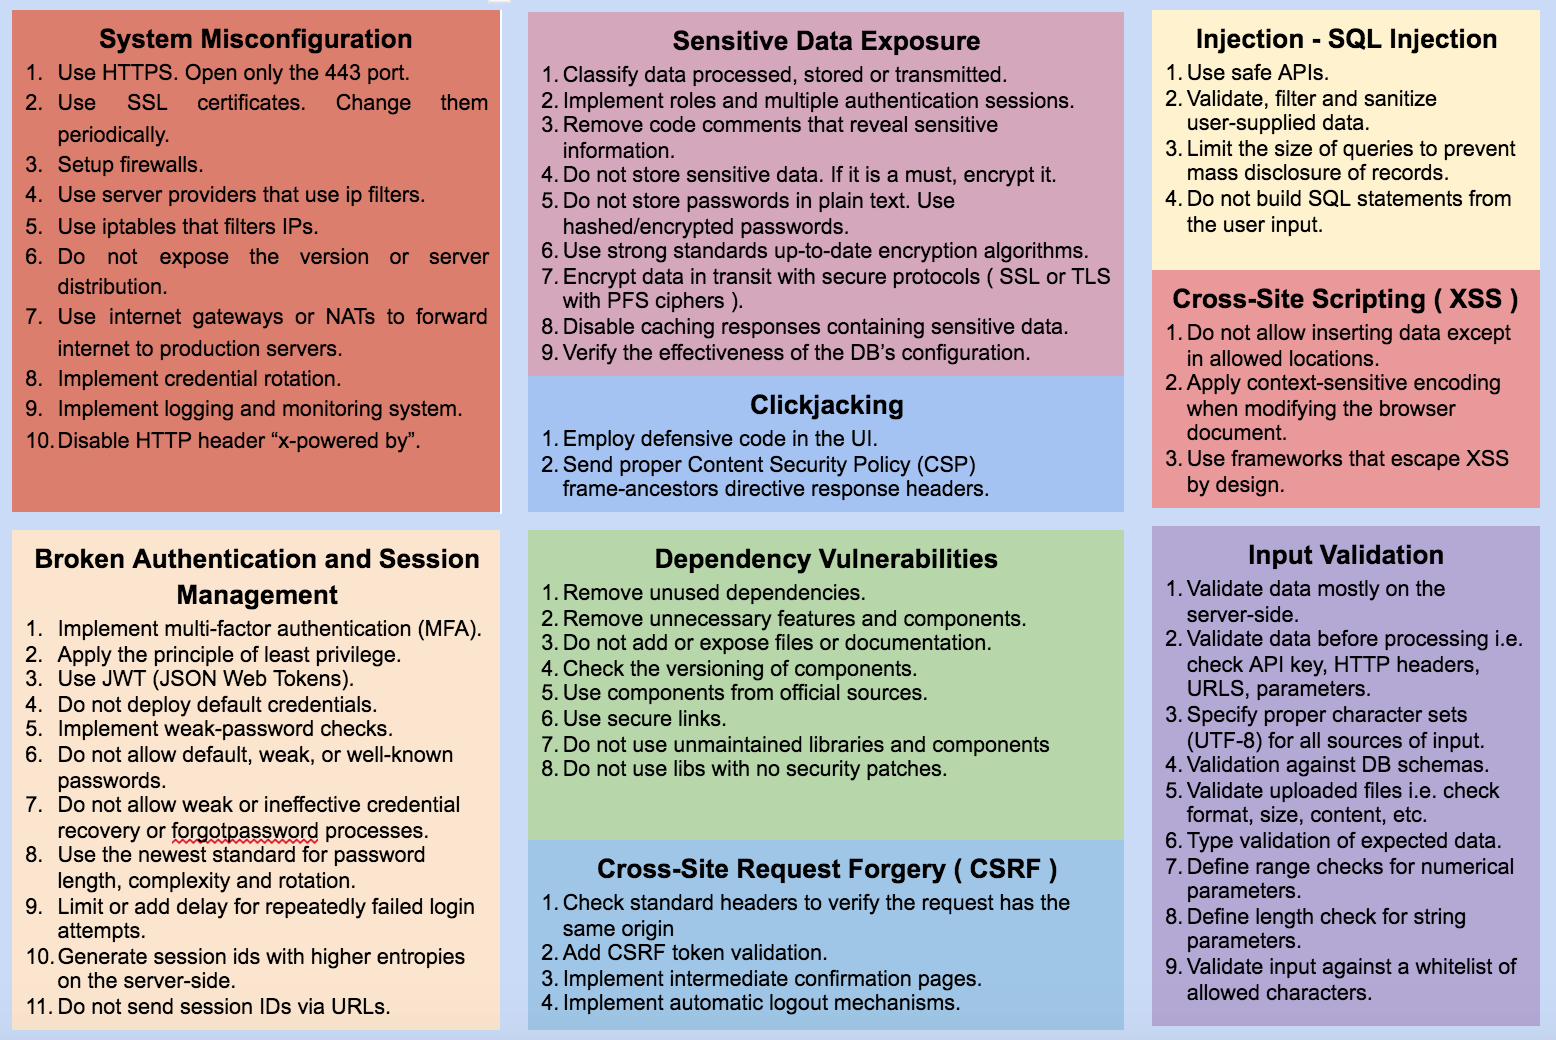 System Misconfiguration
1. Use HTTPS. Open only the 443 port.
2. Use SSL certificates. Change them
periodically.
3. Setup firewalls.
4. Use server providers that use ip filters.
5. Use iptables that filters IPs.
6. Do not expose the version or server
distribution.
7. Use internet gateways or NATs to forward
internet to production servers.
8. Implement credential rotation.
9. Implement logging and monitoring system.
10. Disable HTTP header “x-powered by”.
Sensitive Data Exposure
1. Classify data processed, stored or transmitted.
2. Implement roles and multiple authentication sessions.
3. Remove code comments that reveal sensitive
information.
4. Do not store sensitive data. If it is a must, encrypt it.
5. Do not store passwords in plain text. Use
hashed/encrypted passwords.
6. Use strong standards up-to-date encryption algorithms.
7. Encrypt data in transit with secure protocols ( SSL or TLS
with PFS ciphers ).
8. Disable caching responses containing sensitive data.
9. Verify the effectiveness of the DB’s configuration.
Clickjacking
1. Employ defensive code in the UI.
2. Send proper Content Security Policy (CSP)
frame-ancestors directive response headers.
Injection - SQL Injection
1. Use safe APIs.
2. Validate, filter and sanitize
user-supplied data.
3. Limit the size of queries to prevent
mass disclosure of records.
4. Do not build SQL statements from
the user input.
Cross-Site Scripting ( XSS )
1. Do not allow inserting data except
in allowed locations.
2. Apply context-sensitive encoding
when modifying the browser
document.
3. Use frameworks that escape XSS
by design.
Broken Authentication and Session
Management
1. Implement multi-factor authentication (MFA).
2. Apply the principle of least privilege.
3. Use JWT (JSON Web Tokens).
4. Do not deploy default credentials.
5. Implement weak-password checks.
6. Do not allow default, weak, or well-known
passwords.
7. Do not allow weak or ineffective credential
recovery or forgotpassword processes.
8. Use the newest standard for password
length, complexity and rotation.
9. Limit or add delay for repeatedly failed login
attempts.
10. Generate session ids with higher entropies
on the server-side.
11. Do not send session IDs via URLs.
Dependency Vulnerabilities
1. Remove unused dependencies.
2. Remove unnecessary features and components.
3. Do not add or expose files or documentation.
4. Check the versioning of components.
5. Use components from official sources.
6. Use secure links.
7. Do not use unmaintained libraries and components
8. Do not use libs with no security patches.
Cross-Site Request Forgery ( CSRF )
1. Check standard headers to verify the request has the
same origin
2. Add CSRF token validation.
3. Implement intermediate confirmation pages.
4. Implement automatic logout mechanisms.
Input Validation
1. Validate data mostly on the
server-side.
2. Validate data before processing i.e.
check API key, HTTP headers,
URLS, parameters.
3. Specify proper character sets
(UTF-8) for all sources of input.
4. Validation against DB schemas.
5. Validate uploaded files i.e. check
format, size, content, etc.
6. Type validation of expected data.
7. Define range checks for numerical
parameters.
8. Define length check for string
parameters.
9. Validate input against a whitelist of
allowed characters.